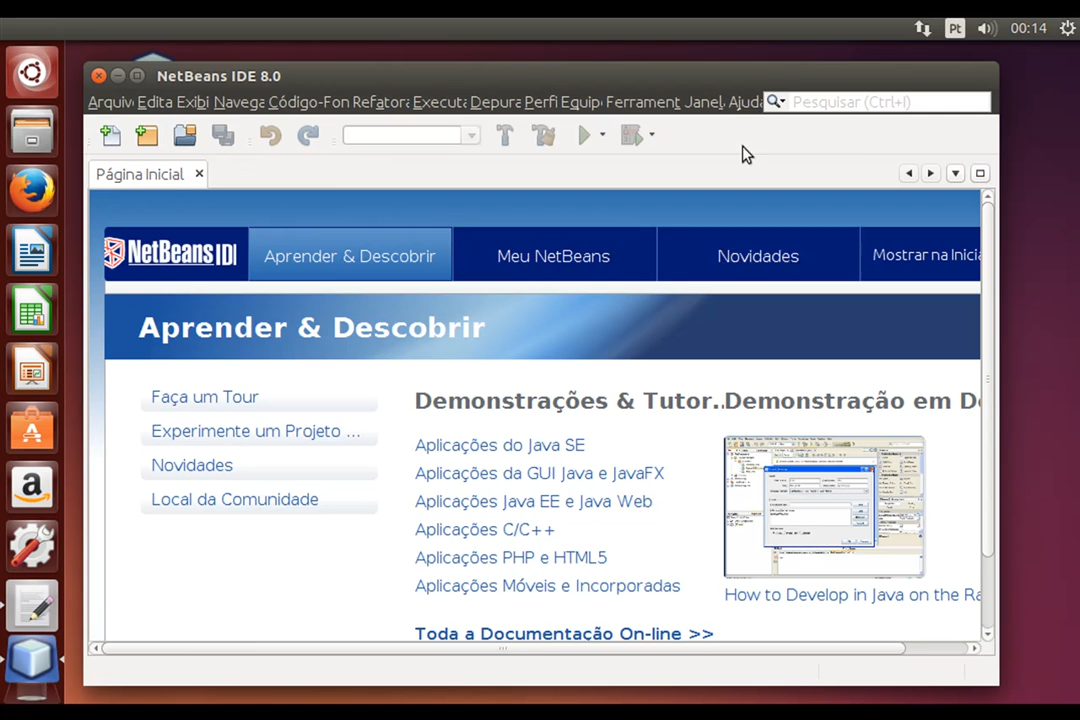 Pt
00:14
NetBeans IDE 8.0
Arquiv Edita Exibi Navega Código-Fon Refatora Executa Depura Perfi Equip Ferrament Janel Ajuda
Pesquisar (Ctrl+I)
Página Inicial
NetBeans IDE
Aprender & Descobrir
Meu NetBeans
Novidades
Mostrar na Inicia
Aprender & Descobrir
Faça um Tour
Experimente um Projeto ...
Novidades
Local da Comunidade
Demonstrações & Tutor..
Aplicações do Java SE
Aplicações da GUI Java e JavaFX
Aplicações Java EE e Java Web
Aplicações C/C++
Aplicações PHP e HTML5
Aplicações Móveis e Incorporadas
Toda a Documentação On-line >>
Demonstração em De
How to Develop in Java on the Ra